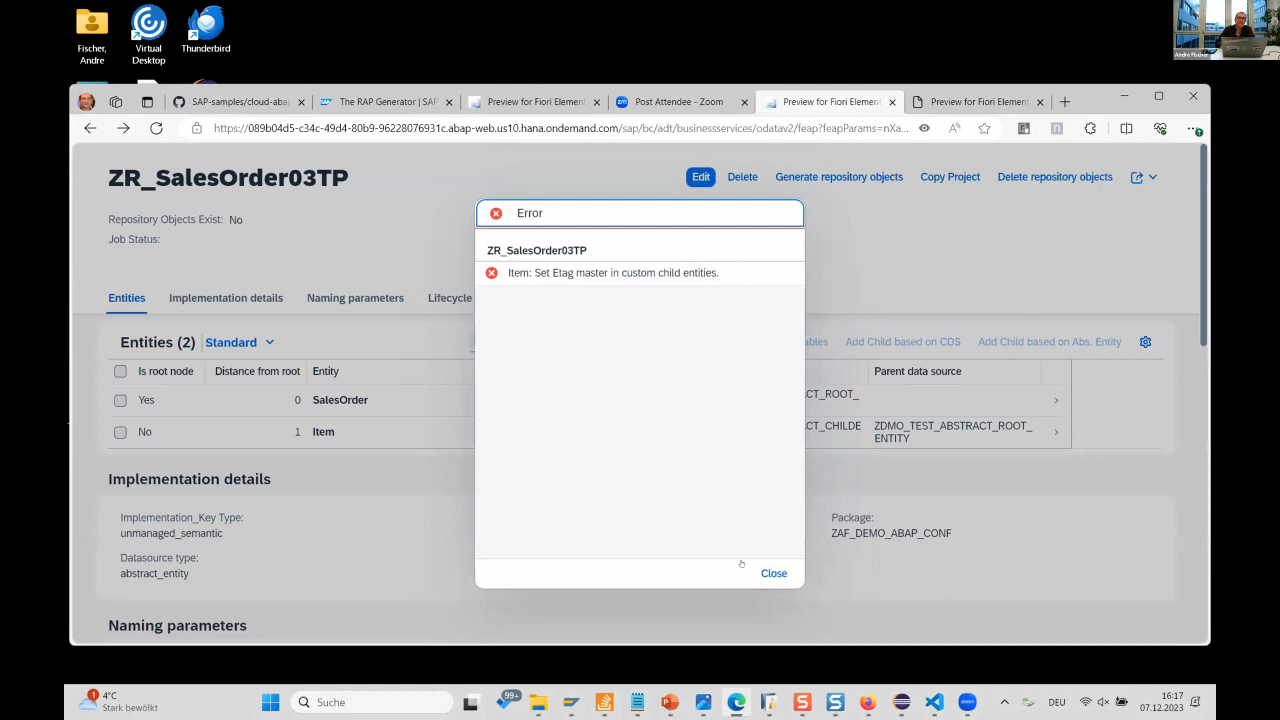 Fischer,
Andre
Virtual
Desktop
Thunderbird
Andre Fischer
SAP-samples/cloud-abap
The RAP Generator | SAP
Preview for Fiori Element
Post Attendee - Zoom
Preview for Fiori Element
Preview for Fiori Element
https://089b04d5-c34c-49d4-80b9-96228076931c.abap-web.us10.hana.ondemand.com/sap/bc/adt/businessservices/odatav2/feap?feapParams=nXa...
ZR_SalesOrder03TP
Edit
Delete
Generate repository objects
Copy Project
Delete repository objects
Repository Objects Exist: No
Job Status:
Error
ZR_SalesOrder03TP
Item: Set Etag master in custom child entities.
Close
Entities
Implementation details
Naming parameters
Lifecycle
Entities (2) Standard
ables
Add Child based on CDS
Add Child based on Abs. Entity
Is root node
Distance from root
Entity
Parent data source
Yes
0
SalesOrder
CT_ROOT_
No
1
Item
CT_CHILDE
ZDMO_TEST_ABSTRACT_ROOT_
ENTITY
Implementation details
Implementation_Key Type:
unmanaged_semantic
Package:
ZAF_DEMO_ABAP_CONF
Datasource type:
abstract_entity
Naming parameters
1
4°C
Stark bewölkt
Suche
99+
DEU
16:17
07.12.2023